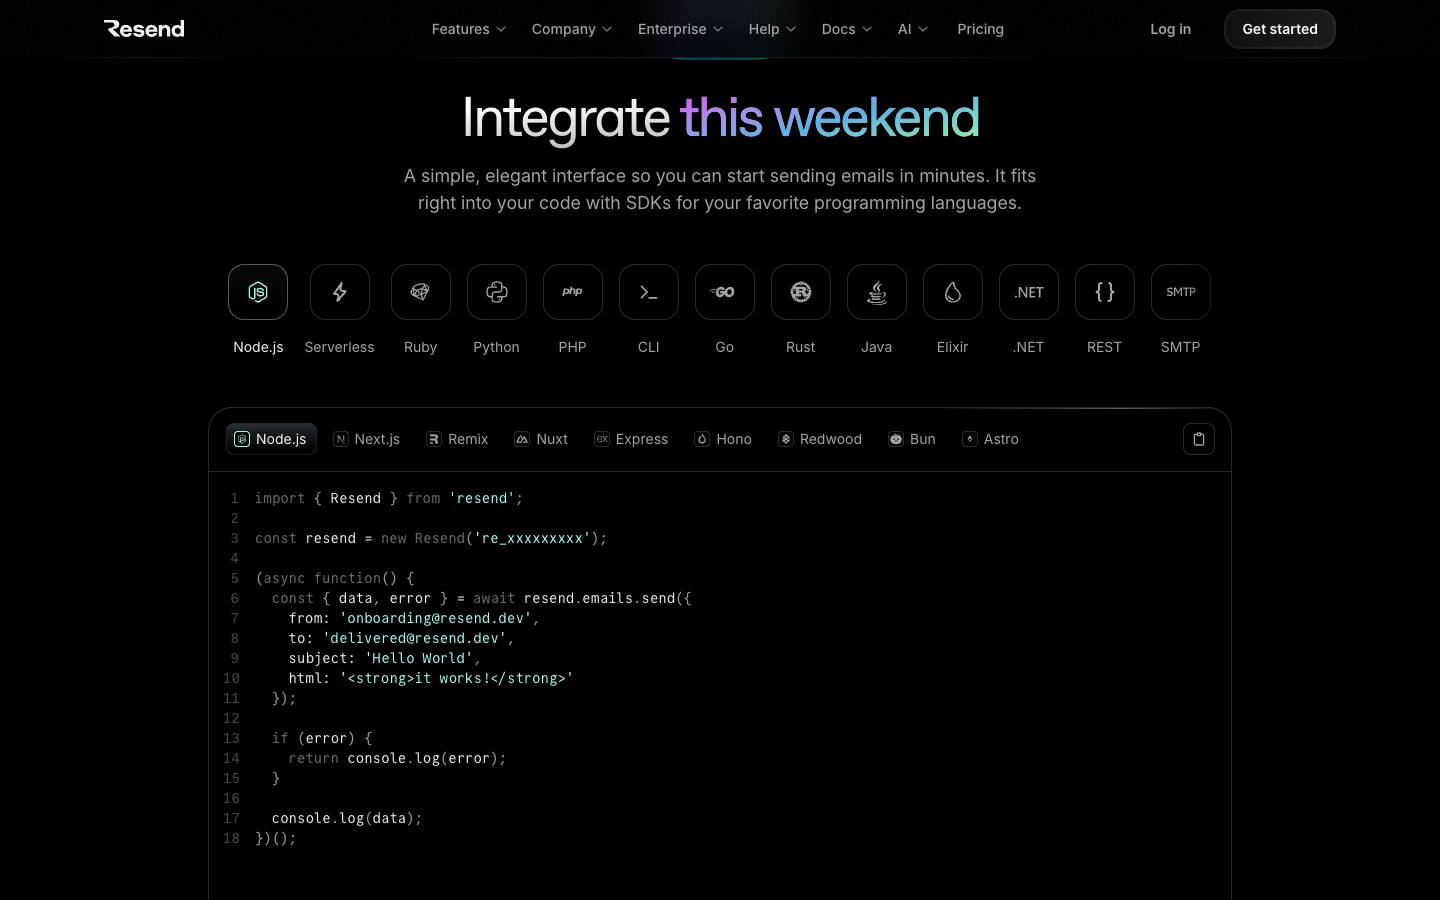 Resend
Features Company Enterprise Help Docs AI Pricing
Log in Get started
Integrate this weekend
A simple, elegant interface so you can start sending emails in minutes. It fits
right into your code with SDKs for your favorite programming languages.
JS php GO R .NET {} SMTP
Node.js Serverless Ruby Python PHP CLI Go Rust Java Elixir .NET REST SMTP
Node.js Next.js Remix Nuxt Express Hono Redwood Bun Astro
1 import { Resend } from 'resend';
2
3 const resend = new Resend('re_xxxxxxxxx');
4
5 (async function() {
6   const { data, error } = await resend.emails.send({
7     from: 'onboarding@resend.dev',
8     to: 'delivered@resend.dev',
9     subject: 'Hello World',
10     html: '<strong>it works!</strong>'
11   });
12
13   if (error) {
14     return console.log(error);
15   }
16
17   console.log(data);
18 })();